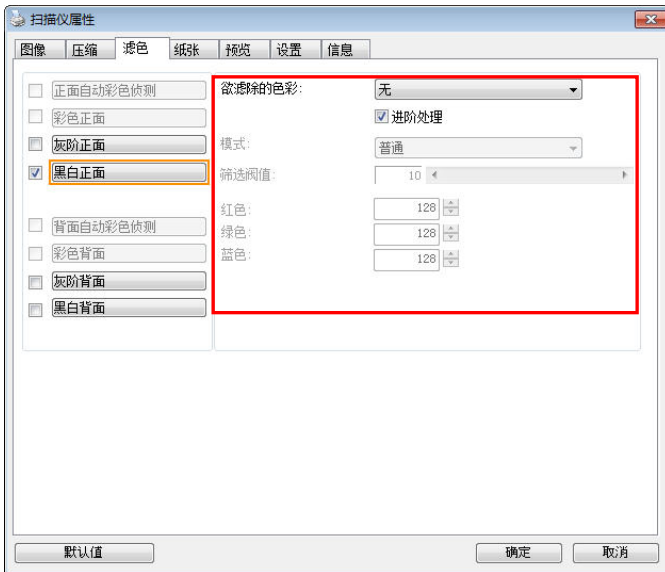 扫描仪属性
图像 压缩 滤色 纸张 预览 设置 信息
正面自动彩色侦测 欲滤除的色彩: 无
彩色正面 进阶处理
灰阶正面 模式: 普通
黑白正面 筛选阀值: 10
红色: 128
背面自动彩色侦测 绿色: 128
彩色背面 蓝色: 128
灰阶背面
黑白背面
默认值 确定 取消